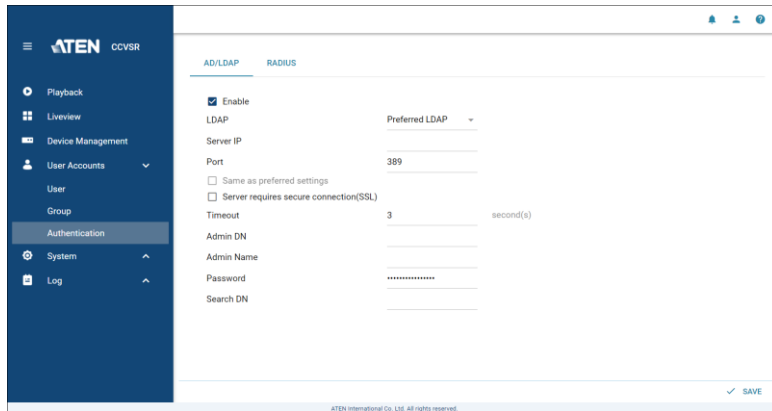 ATEN CCVSR
Playback
Liveview
Device Management
User Accounts
User
Group
Authentication
System
Log
AD/LDAP RADIUS
Enable
LDAP Preferred LDAP
Server IP
Port 389
Same as preferred settings
Server requires secure connection(SSL)
Timeout 3 second(s)
Admin DN
Admin Name
Password ················
Search DN
SAVE
ATEN International Co. Ltd. All rights reserved.